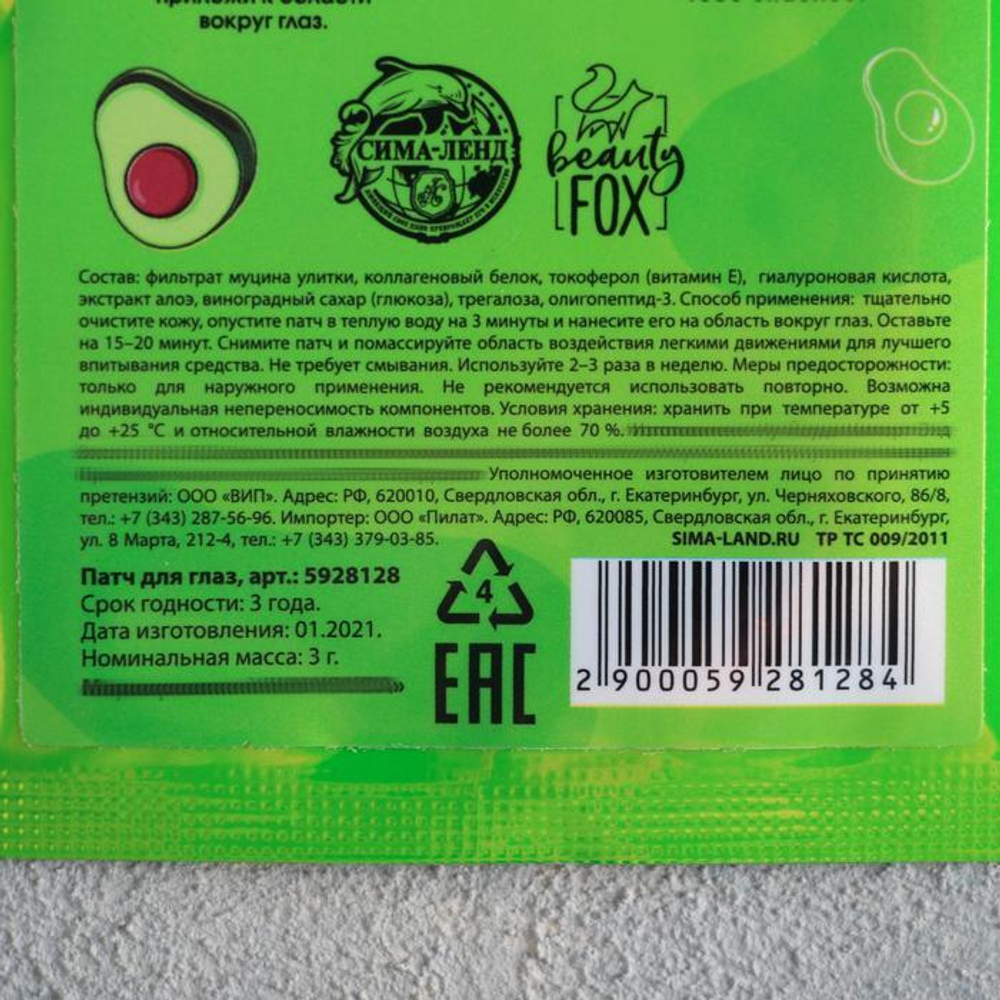 вокруг глаз.
СИМА-ЛЕНД
beauty
FOX
Состав: фильтрат муцина улитки, коллагеновый белок, токоферол (витамин Е), гиалуроновая кислота,
экстракт алоэ, виноградный сахар (глюкоза), трегалоза, олигопептид-3. Способ применения: тщательно
очистите кожу, опустите патч в теплую воду на 3 минуты и нанесите его на область вокруг глаз. Оставьте
на 15–20 минут. Снимите патч и помассируйте область воздействия легкими движениями для лучшего
впитывания средства. Не требует смывания. Используйте 2–3 раза в неделю. Меры предосторожности:
только для наружного применения. Не рекомендуется использовать повторно. Возможна
индивидуальная непереносимость компонентов. Условия хранения: хранить при температуре от +5
до +25 °С и относительной влажности воздуха не более 70 %.
Уполномоченное изготовителем лицо по принятию
претензий: ООО «ВИП». Адрес: РФ, 620010, Свердловская обл., г. Екатеринбург, ул. Черняховского, 86/8,
тел.: +7 (343) 287-56-96. Импортер: ООО «Пилат». Адрес: РФ, 620085, Свердловская обл., г. Екатеринбург,
ул. 8 Марта, 212-4, тел.: +7 (343) 379-03-85. SIMA-LAND.RU ТР ТС 009/2011
Патч для глаз, арт.: 5928128
Срок годности: 3 года.
Дата изготовления: 01.2021.
Номинальная масса: 3 г.
4
EAC
2 900059 281284